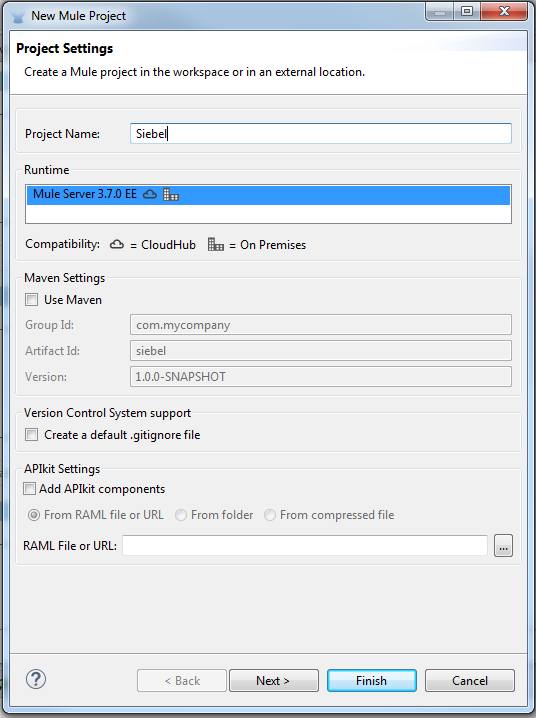 New Mule Project
Project Settings
Create a Mule project in the workspace or in an external location.
Project Name: Siebel
Runtime
Mule Server 3.7.0 EE
Compatibility: = CloudHub = On Premises
Maven Settings
Use Maven
Group Id: com.mycompany
Artifact Id: siebel
Version: 1.0.0-SNAPSHOT
Version Control System support
Create a default .gitignore file
APIkit Settings
Add APIkit components
From RAML file or URL From folder From compressed file
RAML File or URL: ...
? < Back Next > Finish Cancel